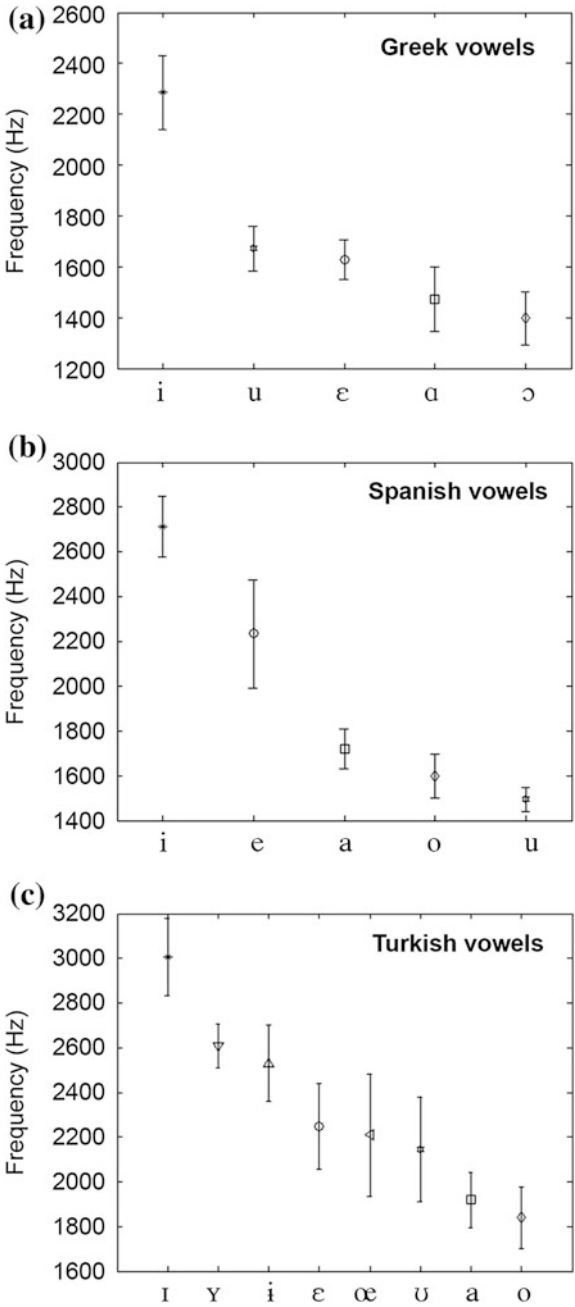 (a)
Greek vowels
Frequency (Hz)
2600
2400
2200
2000
1800
1600
1400
1200
i u ɛ ɑ ɔ
(b)
Spanish vowels
Frequency (Hz)
3000
2800
2600
2400
2200
2000
1800
1600
1400
i e a o u
(c)
Turkish vowels
Frequency (Hz)
3200
3000
2800
2600
2400
2200
2000
1800
1600
ɪ ʏ ɨ ɛ œ ʊ a o